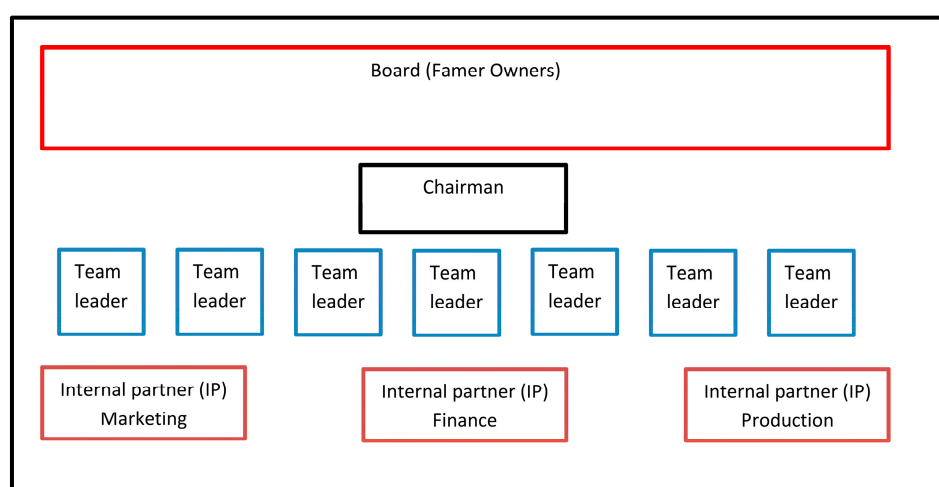 Board (Famer Owners)
Chairman
Team
leader
Team
leader
Team
leader
Team
leader
Team
leader
Team
leader
Team
leader
Internal partner (IP)
Marketing
Internal partner (IP)
Finance
Internal partner (IP)
Production